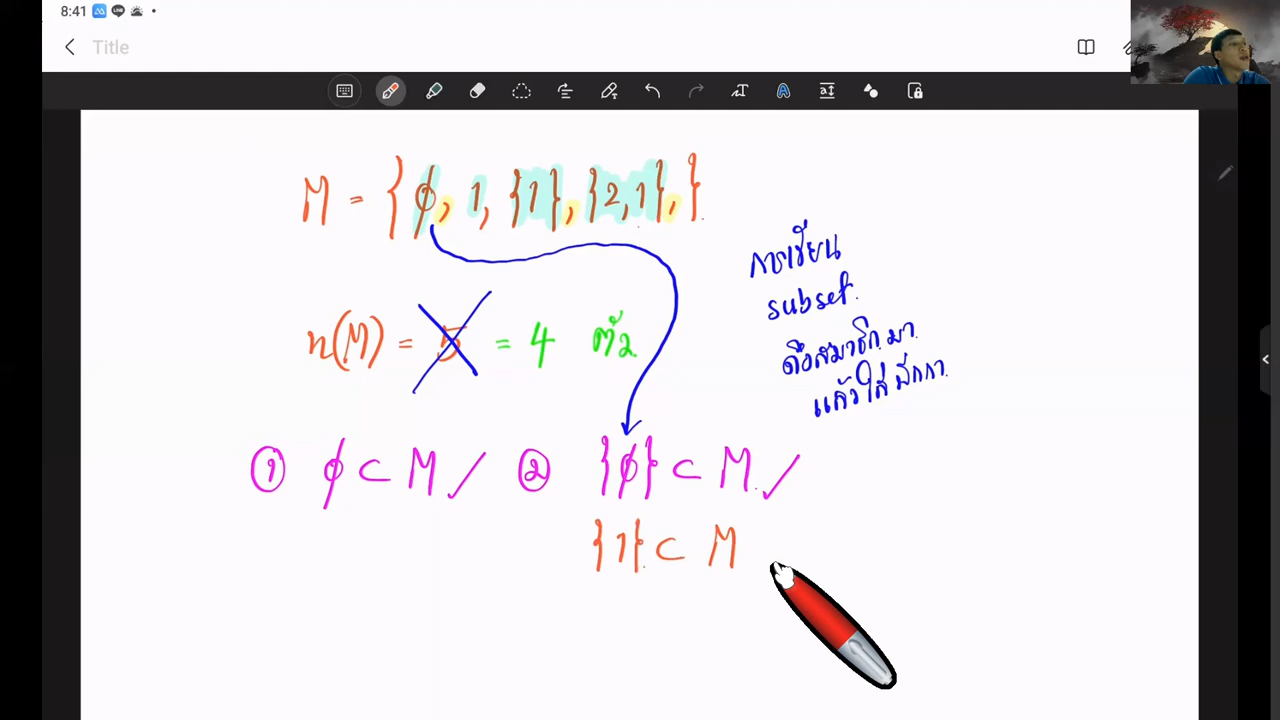 8:41
Title
M = { ∅, 1, {1}, {2,1}, }
การเขียน
subset
n(M) = 5 = 4 ตัว
ดึงสมาชิกมา
แล้วใส่ปีกกา
① ∅ ⊂ M ✓ ② {∅} ⊂ M ✓
{1} ⊂ M